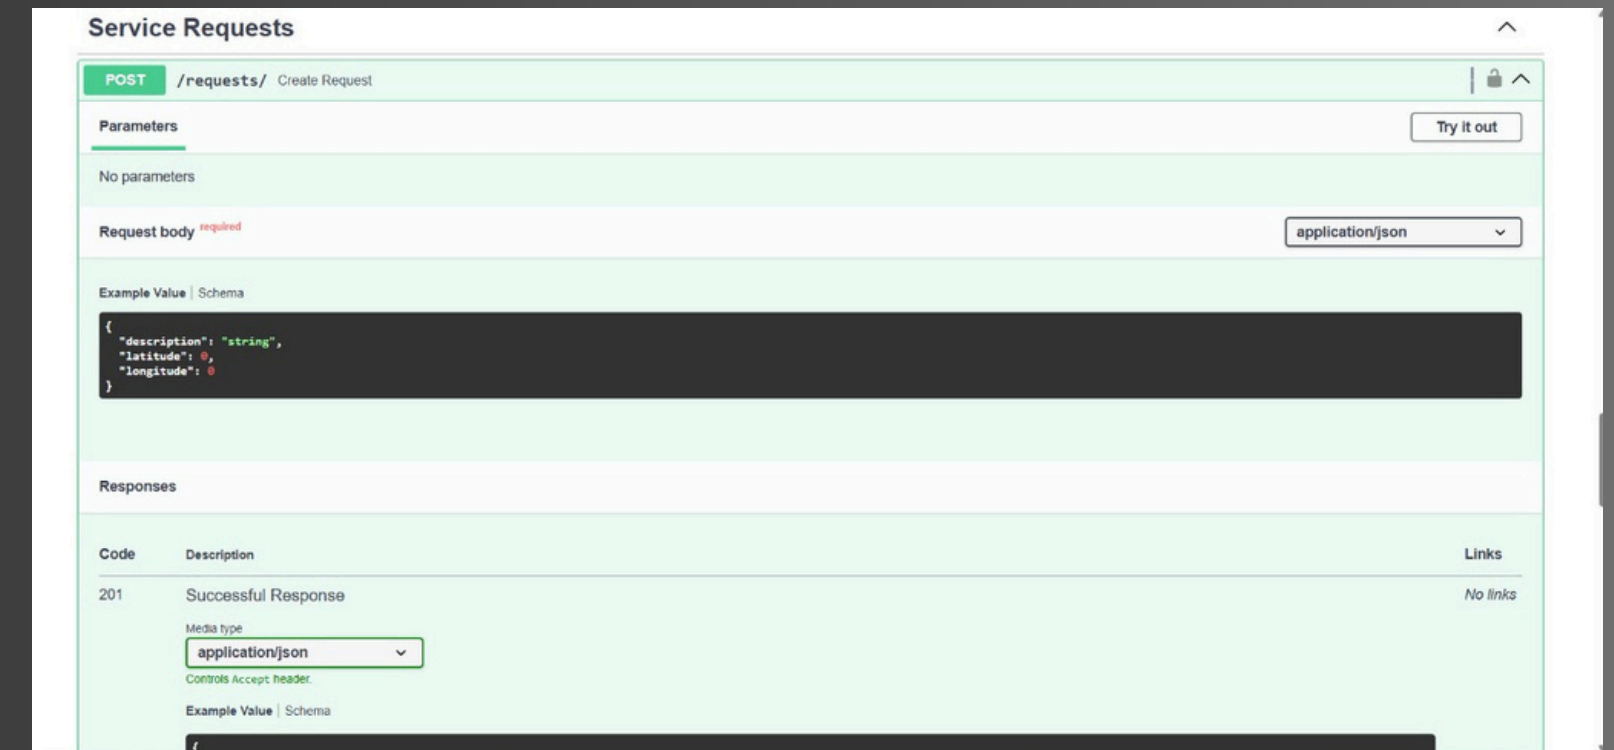 Service Requests
POST /requests/ Create Request
Parameters
Try it out
No parameters
Request body required
application/json
Example Value | Schema
{
"description": "string",
"latitude": 0,
"longitude": 0
}
Responses
Code Description Links
201 Successful Response No links
Media type
application/json
Controls Accept header.
Example Value | Schema
{